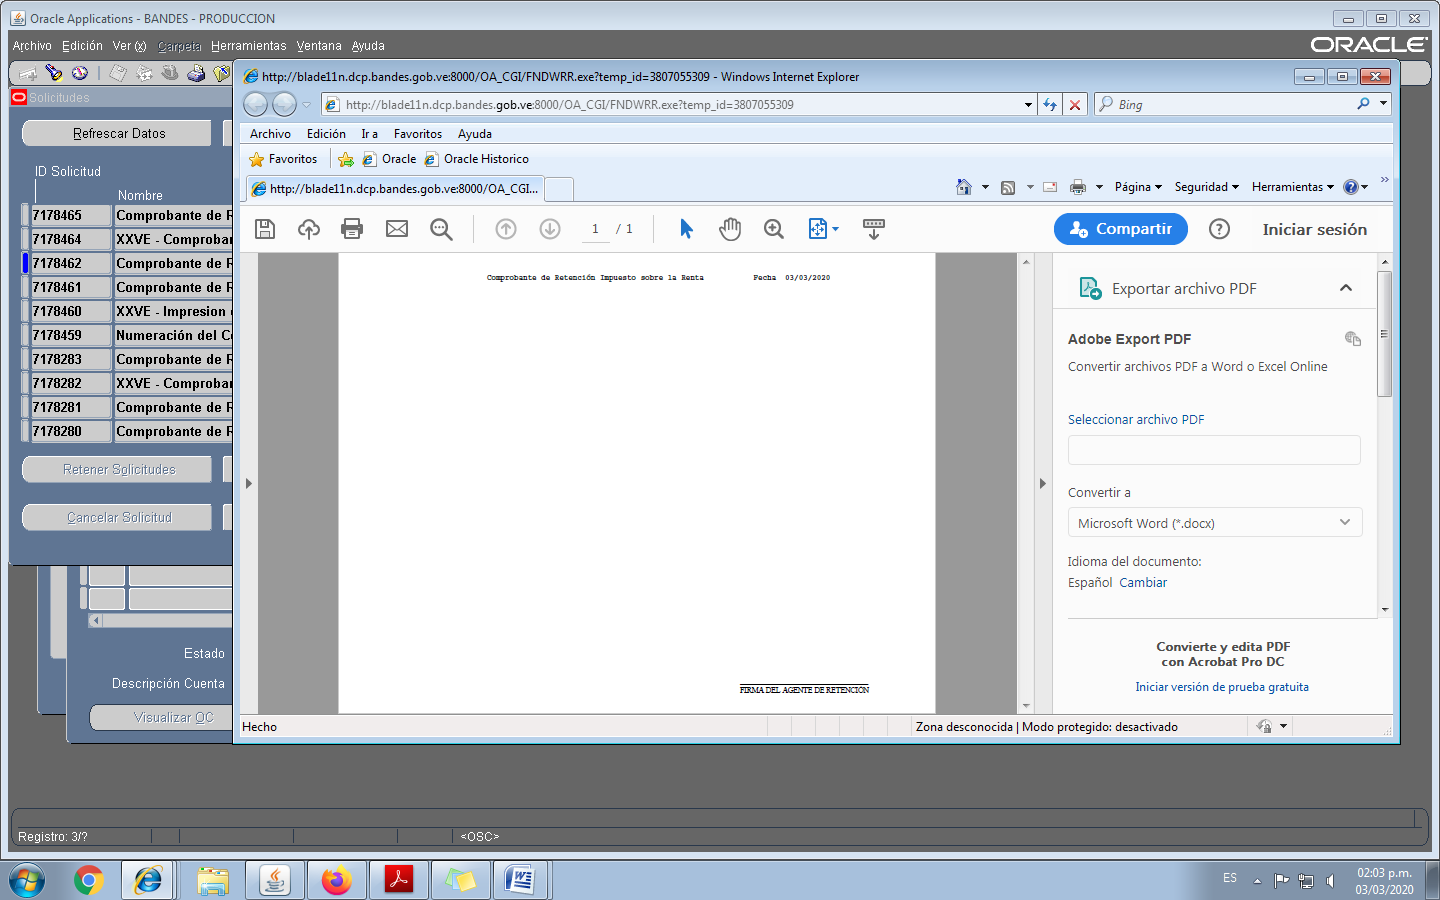 Oracle Applications - BANDES - PRODUCCION
Archivo Edición Ver (x) Carpeta Herramientas Ventana Ayuda
ORACLE
Solicitudes
Refrescar Datos
ID Solicitud
Nombre
7178465 Comprobante de R
7178464 XXVE - Comproban
7178462 Comprobante de R
7178461 Comprobante de R
7178460 XXVE - Impresion
7178459 Numeración del C
7178283 Comprobante de R
7178282 XXVE - Comproban
7178281 Comprobante de R
7178280 Comprobante de R
Retener Solicitudes
Cancelar Solicitud
Estado
Descripción Cuenta
Visualizar OC
http://blade11n.dcp.bandes.gob.ve:8000/OA_CGI/FNDWRR.exe?temp_id=3807055309 - Windows Internet Explorer
http://blade11n.dcp.bandes.gob.ve:8000/OA_CGI/FNDWRR.exe?temp_id=3807055309
Bing
Archivo Edición Ir a Favoritos Ayuda
Favoritos Oracle Oracle Historico
http://blade11n.dcp.bandes.gob.ve:8000/OA_CGI...
Página Seguridad Herramientas »
1 / 1
Compartir
Iniciar sesión
Comprobante de Retención Impuesto sobre la Renta Fecha 03/03/2020
FIRMA DEL AGENTE DE RETENCIÓN
Exportar archivo PDF
Adobe Export PDF
Convertir archivos PDF a Word o Excel Online
Seleccionar archivo PDF
Convertir a
Microsoft Word (*.docx)
Idioma del documento:
Español Cambiar
Convierte y edita PDF
con Acrobat Pro DC
Iniciar versión de prueba gratuita
Hecho
Zona desconocida | Modo protegido: desactivado
Registro: 3/?
<OSC>
ES
02:03 p.m.
03/03/2020